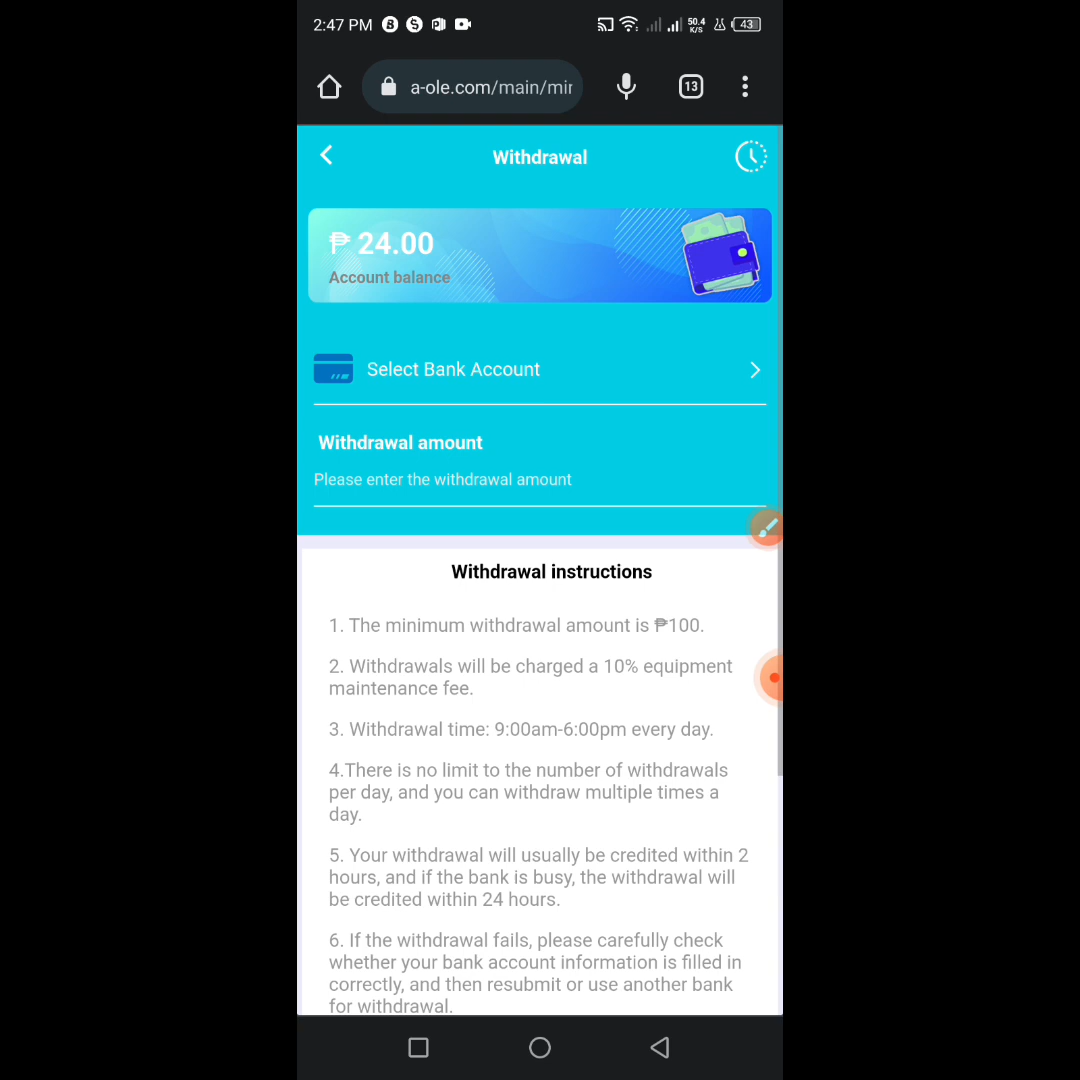 2:47 PM
50.4
K/S
43
a-ole.com/main/mir
13
Withdrawal
₱ 24.00
Account balance
Select Bank Account
Withdrawal amount
Please enter the withdrawal amount
Withdrawal instructions
1. The minimum withdrawal amount is ₱100.
2. Withdrawals will be charged a 10% equipment
maintenance fee.
3. Withdrawal time: 9:00am-6:00pm every day.
4.There is no limit to the number of withdrawals
per day, and you can withdraw multiple times a
day.
5. Your withdrawal will usually be credited within 2
hours, and if the bank is busy, the withdrawal will
be credited within 24 hours.
6. If the withdrawal fails, please carefully check
whether your bank account information is filled in
correctly, and then resubmit or use another bank
for withdrawal.